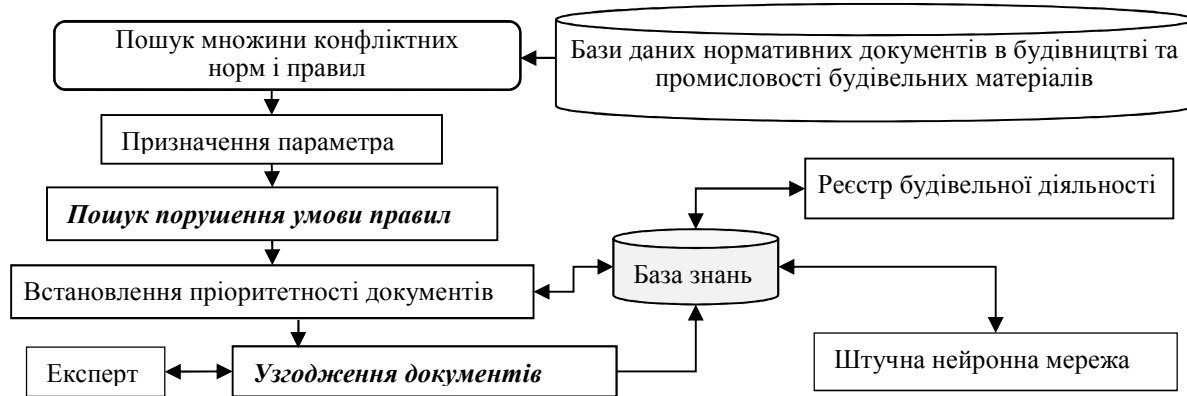 Пошук множини конфліктних
норм і правил
Бази даних нормативних документів в будівництві та
промисловості будівельних матеріалів
Призначення параметра
Реєстр будівельної діяльності
Пошук порушення умови правил
База знань
Встановлення пріоритетності документів
Штучна нейронна мережа
Експерт
Узгодження документів